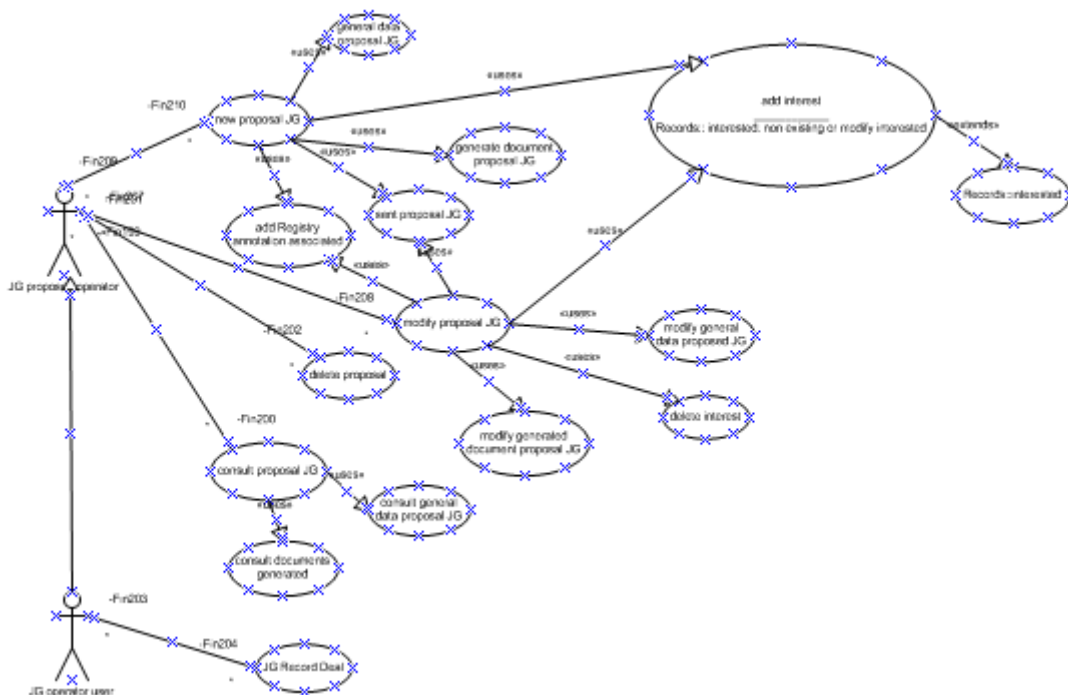 general data
proposal JG
«uses»
«uses»
-Fin210
new proposal JG
add interest
Records:: interested: non existing or modify interested
«uses»
«extends»
«uses»
«uses»
generate document
proposal JG
-Fin209
Records::interested
sent proposal JG
add Registry
annotation associated
«uses»
«uses»
«uses»
JG proposal operator
-Fin208
modify proposal JG
«uses»
modify general
data proposed JG
-Fin202
«uses»
«uses»
delete proposal
delete interest
-Fin200
modify generated
document proposal JG
consult proposal JG
«uses»
consult general
data proposal JG
«uses»
consult documents
generated
-Fin203
-Fin204
JG Record Deal
JG operator user